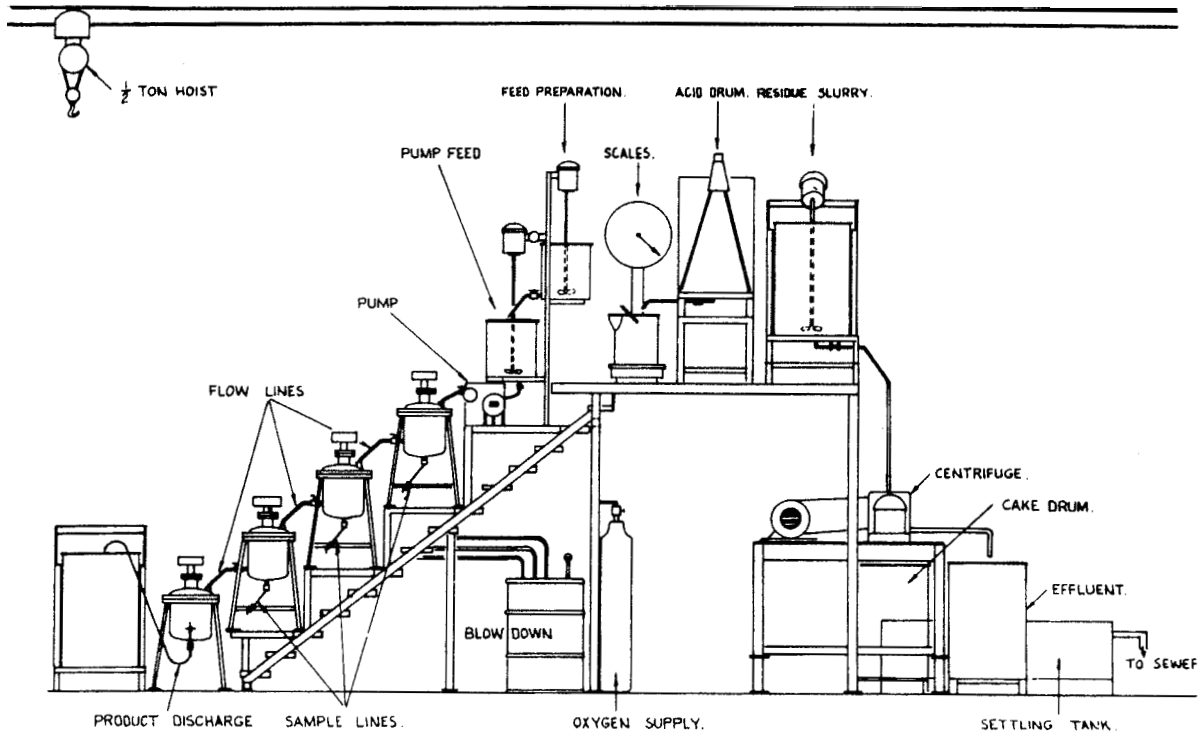 ½ TON HOIST
FEED PREPARATION.
ACID DRUM. RESIDUE SLURRY.
PUMP FEED
SCALES.
PUMP
FLOW LINES
CENTRIFUGE.
CAKE DRUM.
EFFLUENT.
BLOW DOWN
TO SEWER
PRODUCT DISCHARGE
SAMPLE LINES.
OXYGEN SUPPLY.
SETTLING TANK.